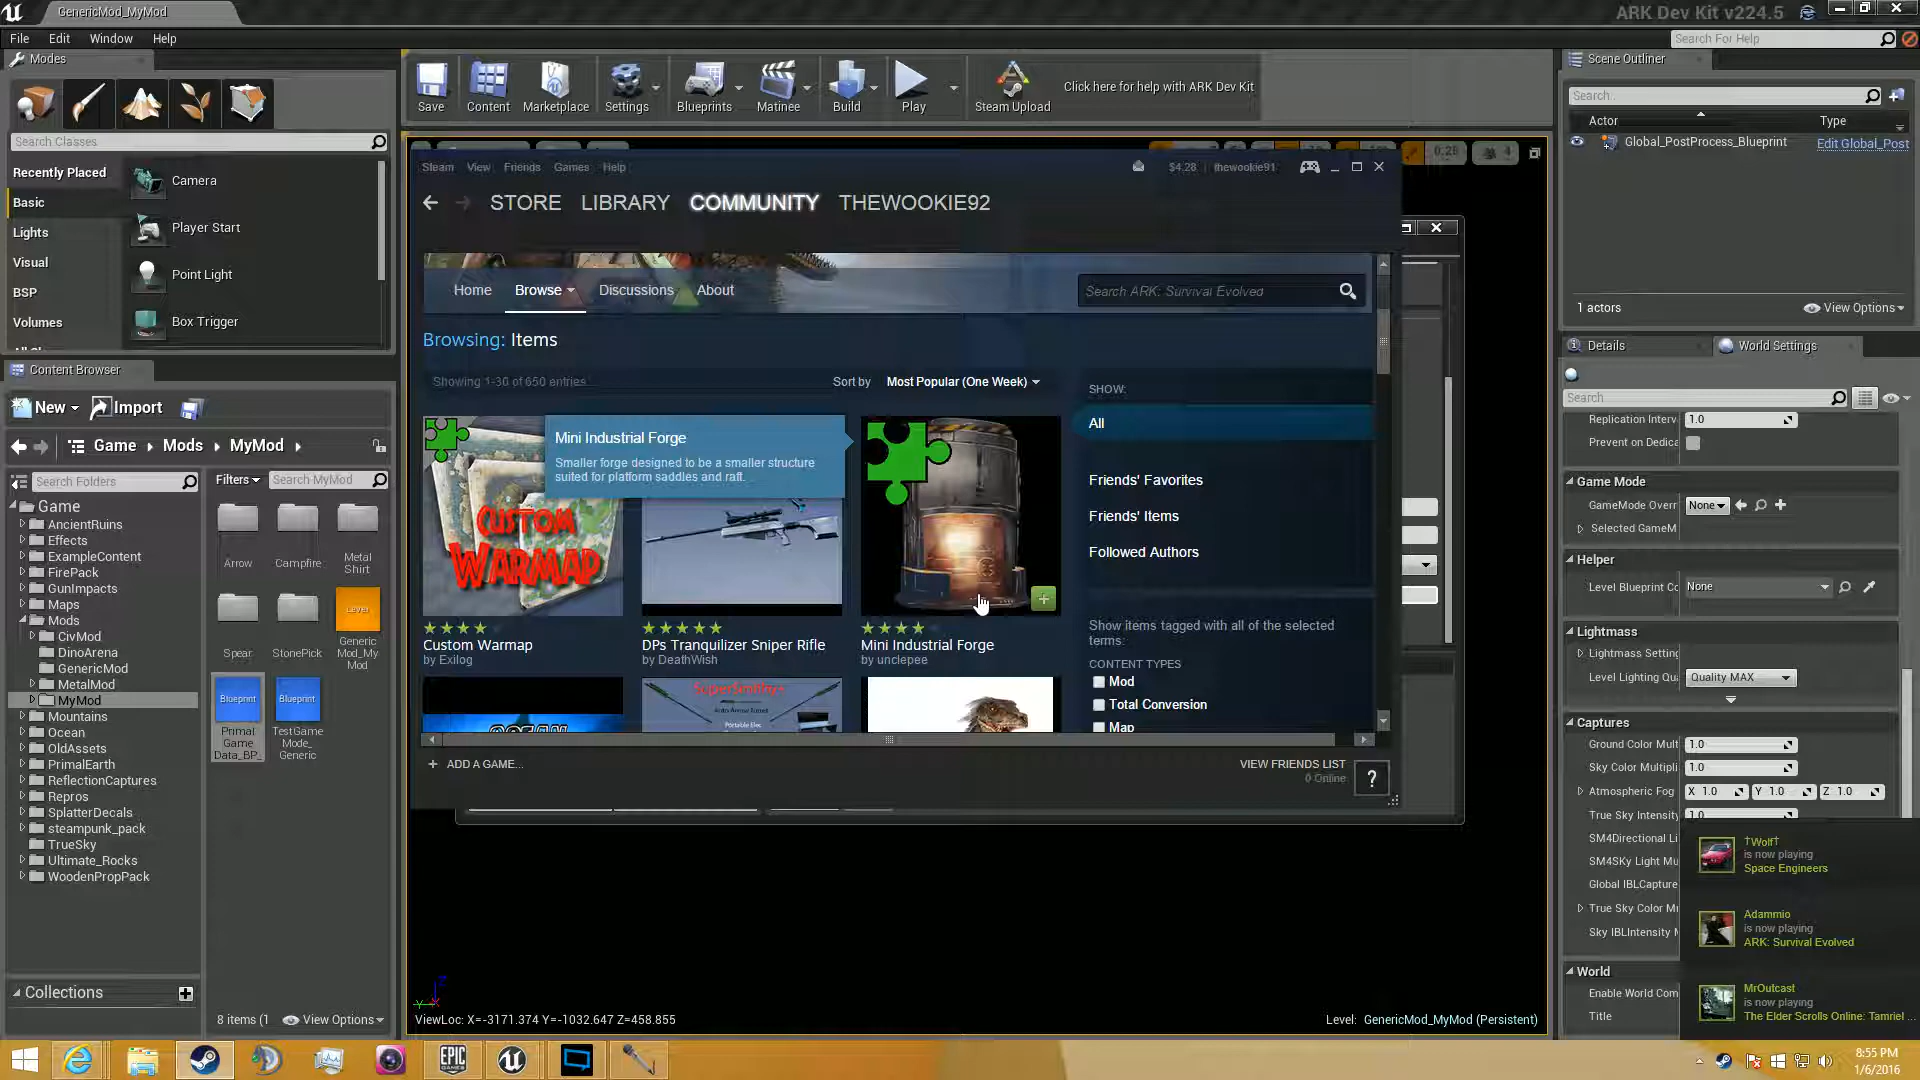 GenericMod_MyMod
ARK Dev Kit v224.5
File Edit Window Help
Search For Help
Modes
Search Classes
Recently Placed
Basic
Lights
Visual
BSP
Volumes
Camera
Player Start
Point Light
Box Trigger
Save
Content
Marketplace
Settings
Blueprints
Matinee
Build
Play
Steam Upload
Click here for help with ARK Dev Kit
Steam View Friends Games Help
$4.28 thewookie91
STORE LIBRARY COMMUNITY THEWOOKIE92
Home Browse Discussions About
Search ARK: Survival Evolved
Browsing: Items
Showing 1-30 of 650 entries
Sort by Most Popular (One Week)
Mini Industrial Forge
Smaller forge designed to be a smaller structure
suited for platform saddles and raft.
CUSTOM
WARMAP
Custom Warmap
by Exilog
DPs Tranquilizer Sniper Rifle
by DeathWish
Mini Industrial Forge
by unclepee
SuperSmithy+
SHOW:
All
Friends' Favorites
Friends' Items
Followed Authors
Show items tagged with all of the selected
terms:
CONTENT TYPES
Mod
Total Conversion
Map
+ ADD A GAME...
VIEW FRIENDS LIST
0 Online
?
ViewLoc: X=-3171.374 Y=-1032.647 Z=458.855
Level: GenericMod_MyMod (Persistent)
Content Browser
New Import
Game Mods MyMod
Search Folders
Filters Search MyMod
Game
AncientRuins
Effects
ExampleContent
FirePack
GunImpacts
Maps
Mods
CivMod
DinoArena
GenericMod
MetalMod
MyMod
Mountains
Ocean
OldAssets
PrimalEarth
ReflectionCaptures
Repros
SplatterDecals
steampunk_pack
TrueSky
Ultimate_Rocks
WoodenPropPack
Arrow
Campfire
Metal
Shirt
Spear
StonePick
Level
Generic
Mod_My
Mod
Blueprint
Primal
Game
Data_BP_
Blueprint
TestGame
Mode_
Generic
Collections
8 items (1 View Options
Scene Outliner
Search..
Actor Type
Global_PostProcess_Blueprint Edit Global_Post
1 actors View Options
Details World Settings
Search
Replication Interv 1.0
Prevent on Dedica
Game Mode
GameMode Overr None
Selected GameM
Helper
Level Blueprint Cc None
Lightmass
Lightmass Setting
Level Lighting Qu Quality MAX
Captures
Ground Color Mult 1.0
Sky Color Multipli 1.0
Atmospheric Fog X 1.0 Y 1.0 Z 1.0
True Sky Intensity 1.0
SM4Directional Li
SM4SKy Light Mu
Global IBLCapture
True Sky Color Mu
Sky IBLIntensity M
World
Enable World Com
Title
†Wolf†
is now playing
Space Engineers
Adammio
is now playing
ARK: Survival Evolved
MrOutcast
is now playing
The Elder Scrolls Online: Tamriel ...
EPIC
GAMES
8:55 PM
1/6/2016